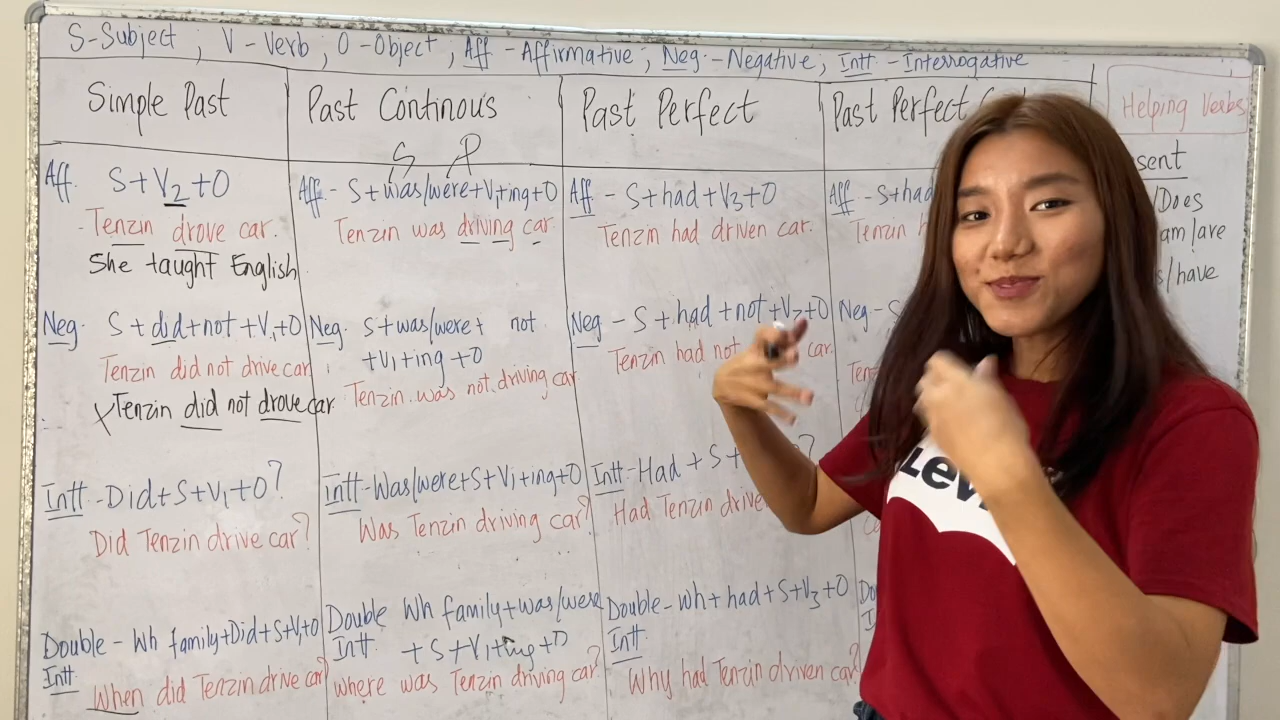 S-Subject , V-Verb, O-Object, Aff -Affirmative, Neg.-Negative, Intt -Interrogative
Simple Past
Aff. S+V2+O
Tenzin drove car.
She taught English
Neg. S+did+not+V1+O
Tenzin did not drive car
XTenzin did not drove car.
Intt-Did+S+V1+O?
Did Tenzin drive car?
Double - Wh family+Did+S+V1+O
Intt
When did Tenzin drive car?
Past Continous
S P
Aff.- S+was/were+V1+ing+O
Tenzin was driving car
Neg. S+was/were+ not
+V1+ing +O
Tenzin.was not.driving car
Intt-Was/were+S+V1+ing+O
Was Tenzin driving car?
Double Wh family+was/were
Intt. +S+V1+ing+O
where was Tenzin driving car?
Past Perfect
Aff - S+had+V3+O
Tenzin had driven car.
Neg - S+had+not+V3+O
Tenzin had not car.
Intt-Had + S+ ?
Had Tenzin drive
Double-Wh+had+S+V3+O
Intt.
Why had Tenzin driven car?
Past Perfect
Aff -S+had
Tenzin
Neg-S
Helping Verbs
/Does
am/are
/have
Levi